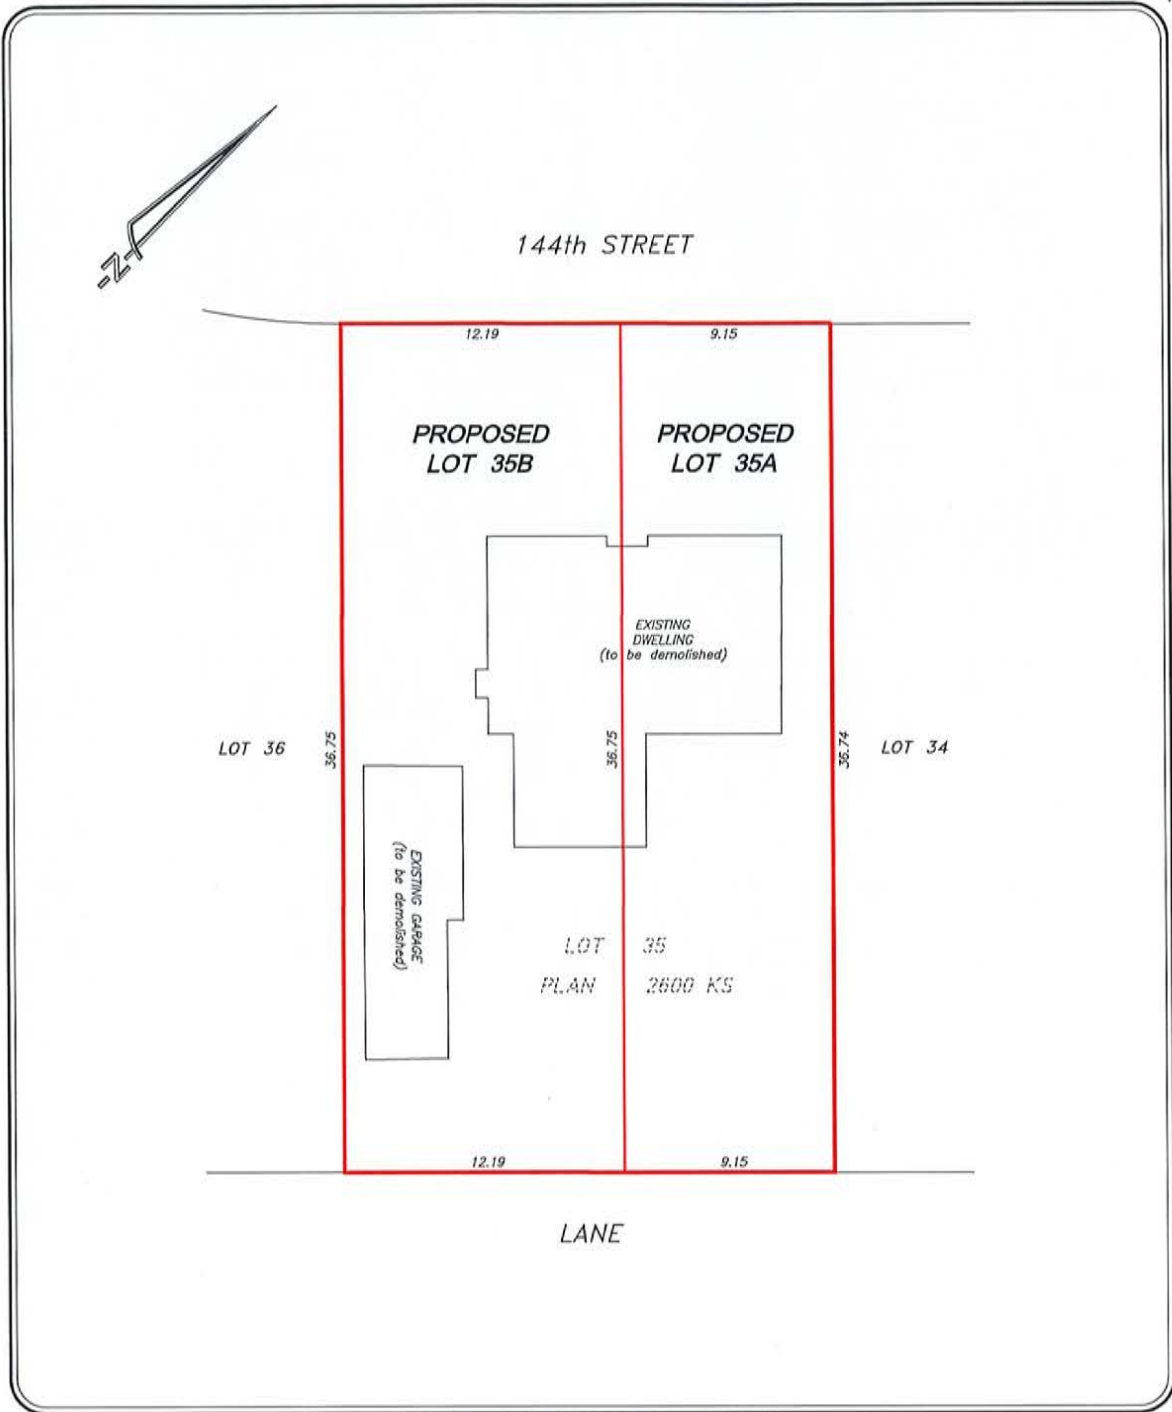 -N-
144th STREET
12.19
9.15
PROPOSED
LOT 35B
PROPOSED
LOT 35A
EXISTING
DWELLING
(to be demolished)
LOT 36
36.75
36.75
36.74
LOT 34
EXISTING GARAGE
(to be demolished)
LOT 35
PLAN 2600 KS
12.19
9.15
LANE